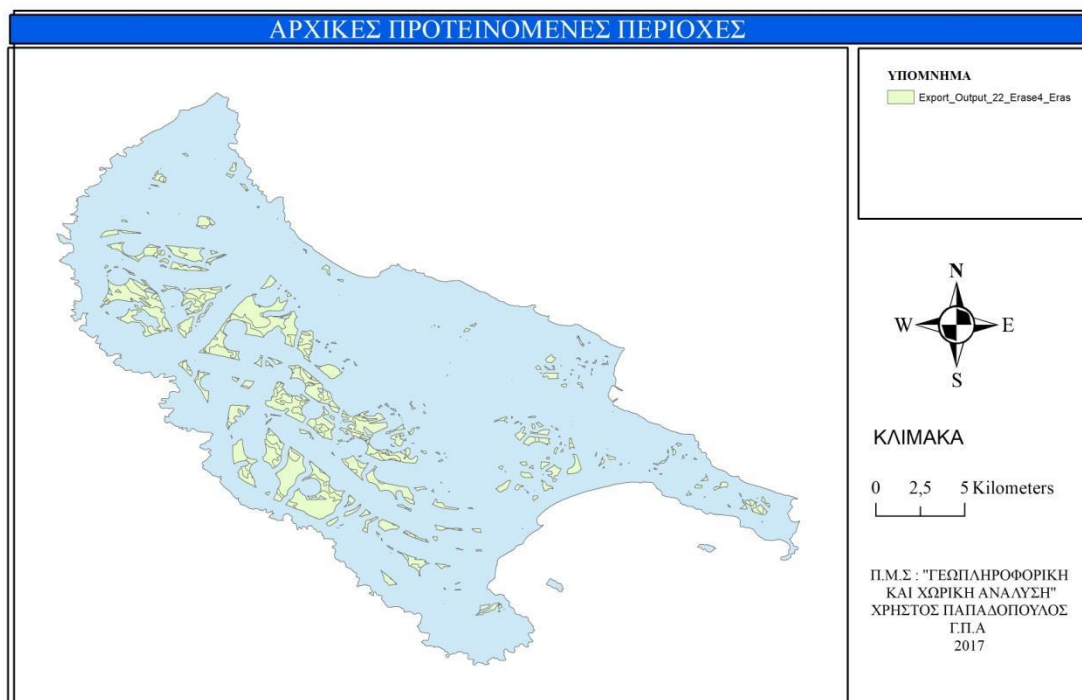 ΑΡΧΙΚΕΣ ΠΡΟΤΕΙΝΟΜΕΝΕΣ ΠΕΡΙΟΧΕΣ
ΥΠΟΜΝΗΜΑ
Export_Output_22_Erase4_Eras
N
W E
S
ΚΛΙΜΑΚΑ
0 2,5 5 Kilometers
Π.Μ.Σ : "ΓΕΩΠΛΗΡΟΦΟΡΙΚΗ
ΚΑΙ ΧΩΡΙΚΗ ΑΝΑΛΥΣΗ"
ΧΡΗΣΤΟΣ ΠΑΠΑΔΟΠΟΥΛΟΣ
Γ.Π.Α
2017